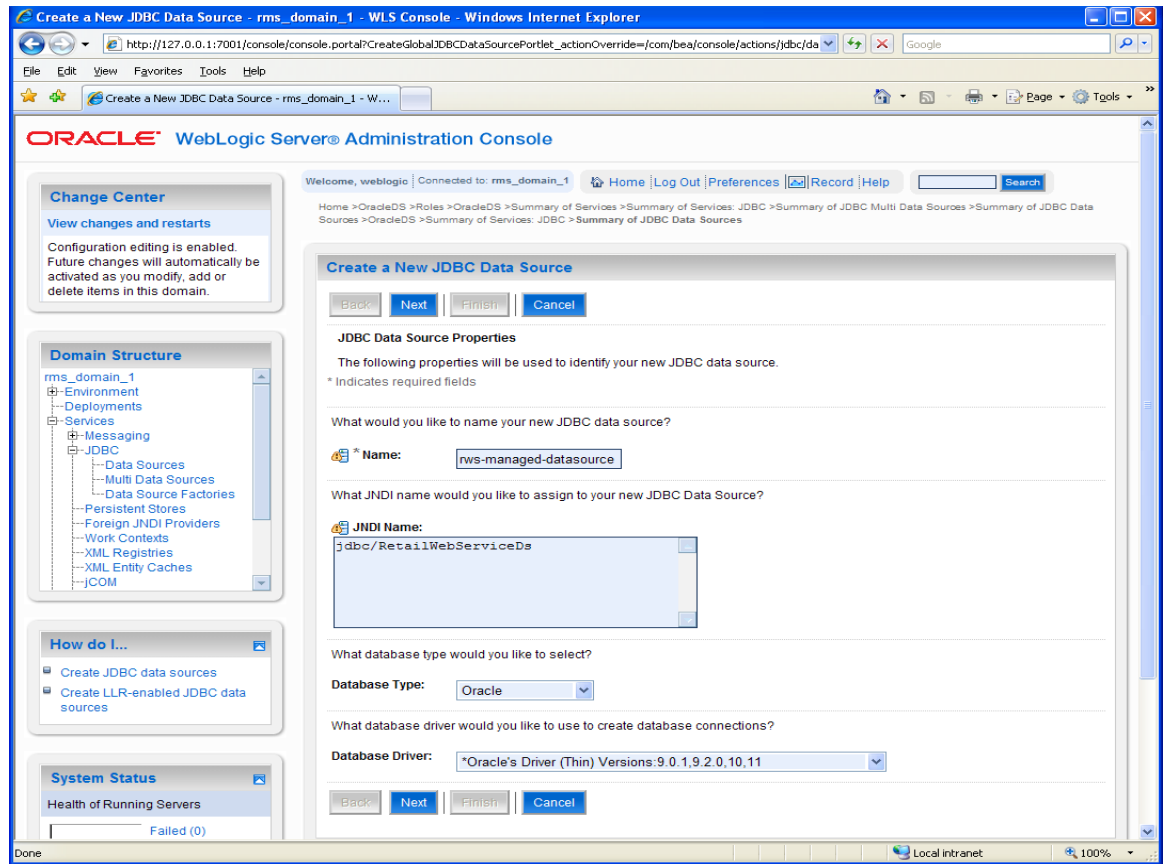 Create a New JDBC Data Source - rms_domain_1 - WLS Console - Windows Internet Explorer
http://127.0.0.1:7001/console/console.portal?CreateGlobalJDBCDataSourcePortlet_actionOverride=/com/bea/console/actions/jdbc/da
Google
File Edit View Favorites Tools Help
Create a New JDBC Data Source - rms_domain_1 - W...
Page Tools »
ORACLE WebLogic Server® Administration Console
Change Center
View changes and restarts
Configuration editing is enabled.
Future changes will automatically be
activated as you modify, add or
delete items in this domain.
Domain Structure
rms_domain_1
Environment
Deployments
Services
Messaging
JDBC
Data Sources
Multi Data Sources
Data Source Factories
Persistent Stores
Foreign JNDI Providers
Work Contexts
XML Registries
XML Entity Caches
jCOM
How do I...
Create JDBC data sources
Create LLR-enabled JDBC data
sources
System Status
Health of Running Servers
Failed (0)
Welcome, weblogic Connected to: rms_domain_1 Home Log Out Preferences Record Help Search
Home >OracleDS >Roles >OracleDS >Summary of Services >Summary of Services: JDBC >Summary of JDBC Multi Data Sources >Summary of JDBC Data
Sources >OracleDS >Summary of Services: JDBC >Summary of JDBC Data Sources
Create a New JDBC Data Source
Back Next Finish Cancel
JDBC Data Source Properties
The following properties will be used to identify your new JDBC data source.
* Indicates required fields
What would you like to name your new JDBC data source?
* Name: rws-managed-datasource
What JNDI name would you like to assign to your new JDBC Data Source?
JNDI Name:
jdbc/RetailWebServiceDs
What database type would you like to select?
Database Type: Oracle
What database driver would you like to use to create database connections?
Database Driver: *Oracle's Driver (Thin) Versions:9.0.1,9.2.0,10,11
Back Next Finish Cancel
Done Local intranet 100%